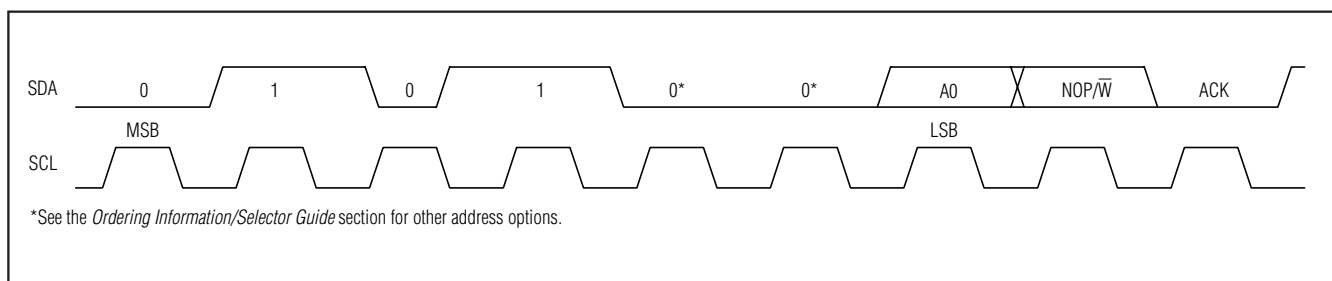 SDA 0 1 0 1 0* 0* A0 NOP/W̅ ACK
MSB LSB
SCL
*See the Ordering Information/Selector Guide section for other address options.